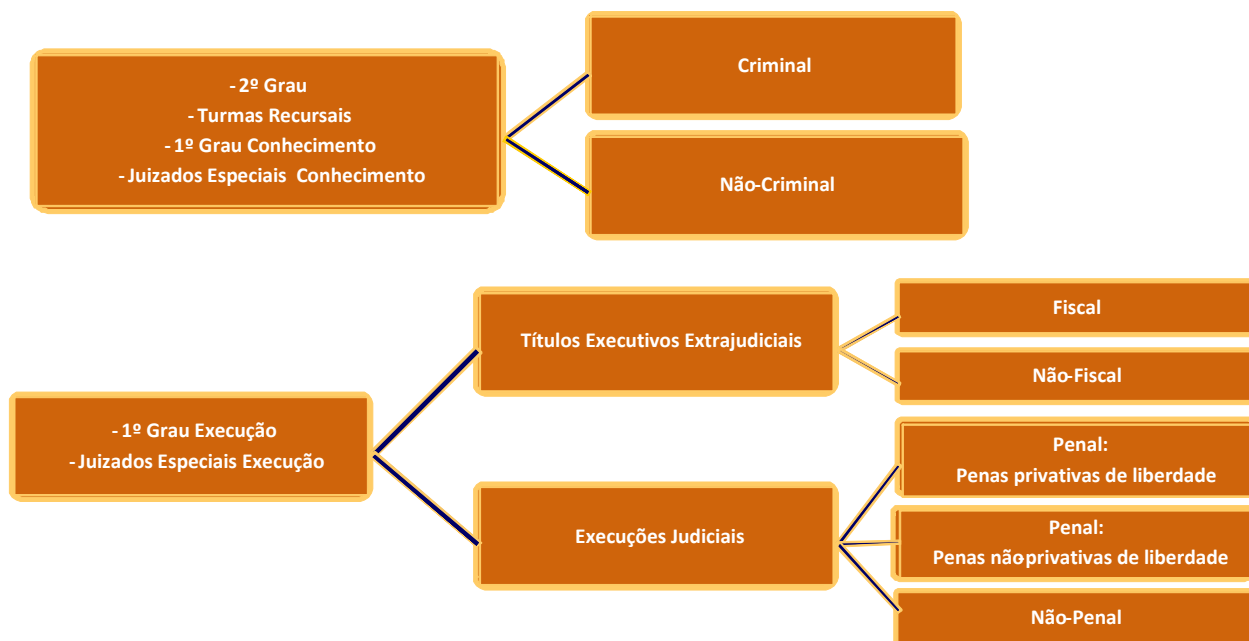 - 2º Grau
- Turmas Recursais
- 1º Grau Conhecimento
- Juizados Especiais Conhecimento
Criminal
Não-Criminal
- 1º Grau Execução
- Juizados Especiais Execução
Títulos Executivos Extrajudiciais
Fiscal
Não-Fiscal
Execuções Judiciais
Penal:
Penas privativas de liberdade
Penal:
Penas não-privativas de liberdade
Não-Penal